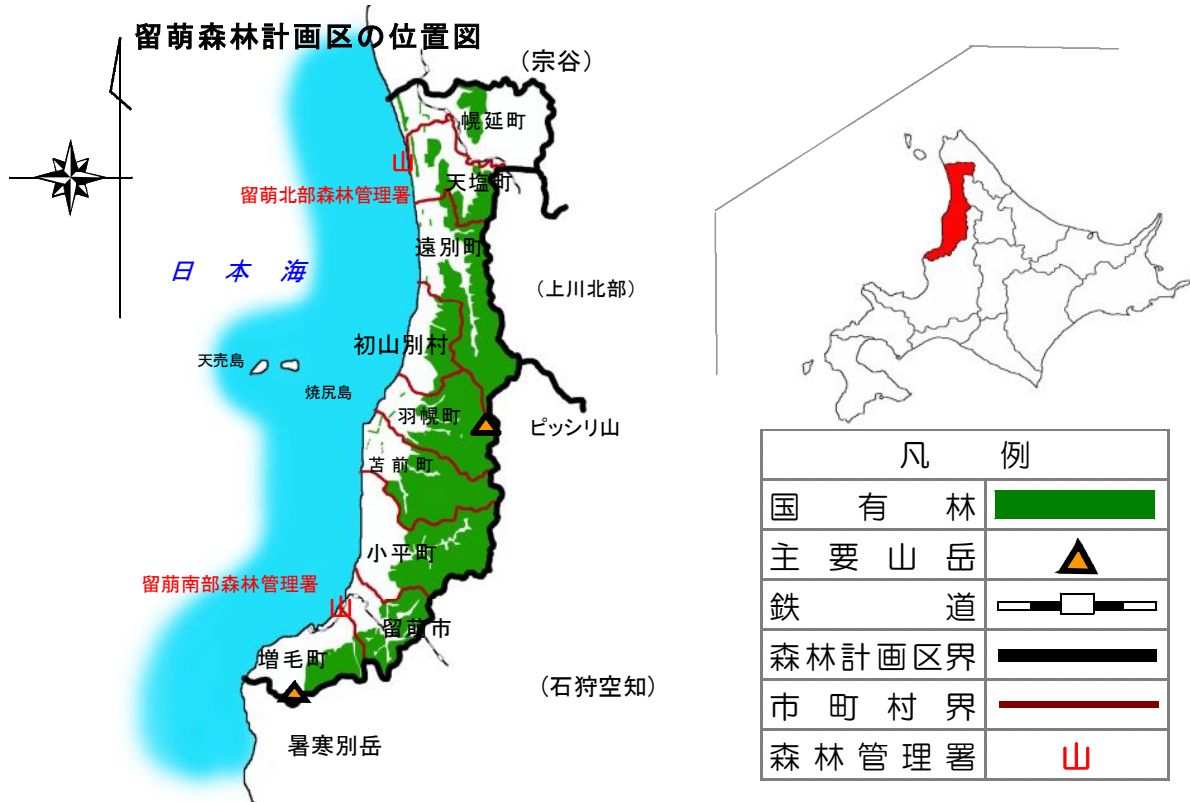 留萌森林計画区の位置図
（宗谷）
幌延町
山
天塩町
留萌北部森林管理署
遠別町
日本海
（上川北部）
初山別村
天売島
焼尻島
羽幌町
ピッシリ山
苫前町
小平町
留萠南部森林管理署
山
留萌市
増毛町
（石狩空知）
暑寒別岳
凡例
国有林
主要山岳
鉄道
森林計画区界
市町村界
森林管理署 山